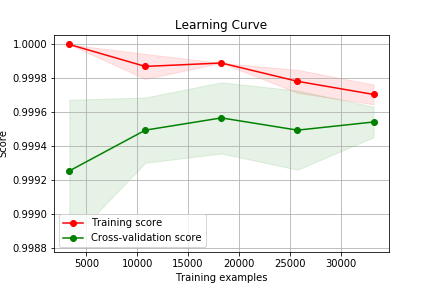 Learning Curve
1.0000
0.9998
0.9996
0.9994
0.9992
0.9990
0.9988
Score
Training score
Cross-validation score
5000 10000 15000 20000 25000 30000
Training examples